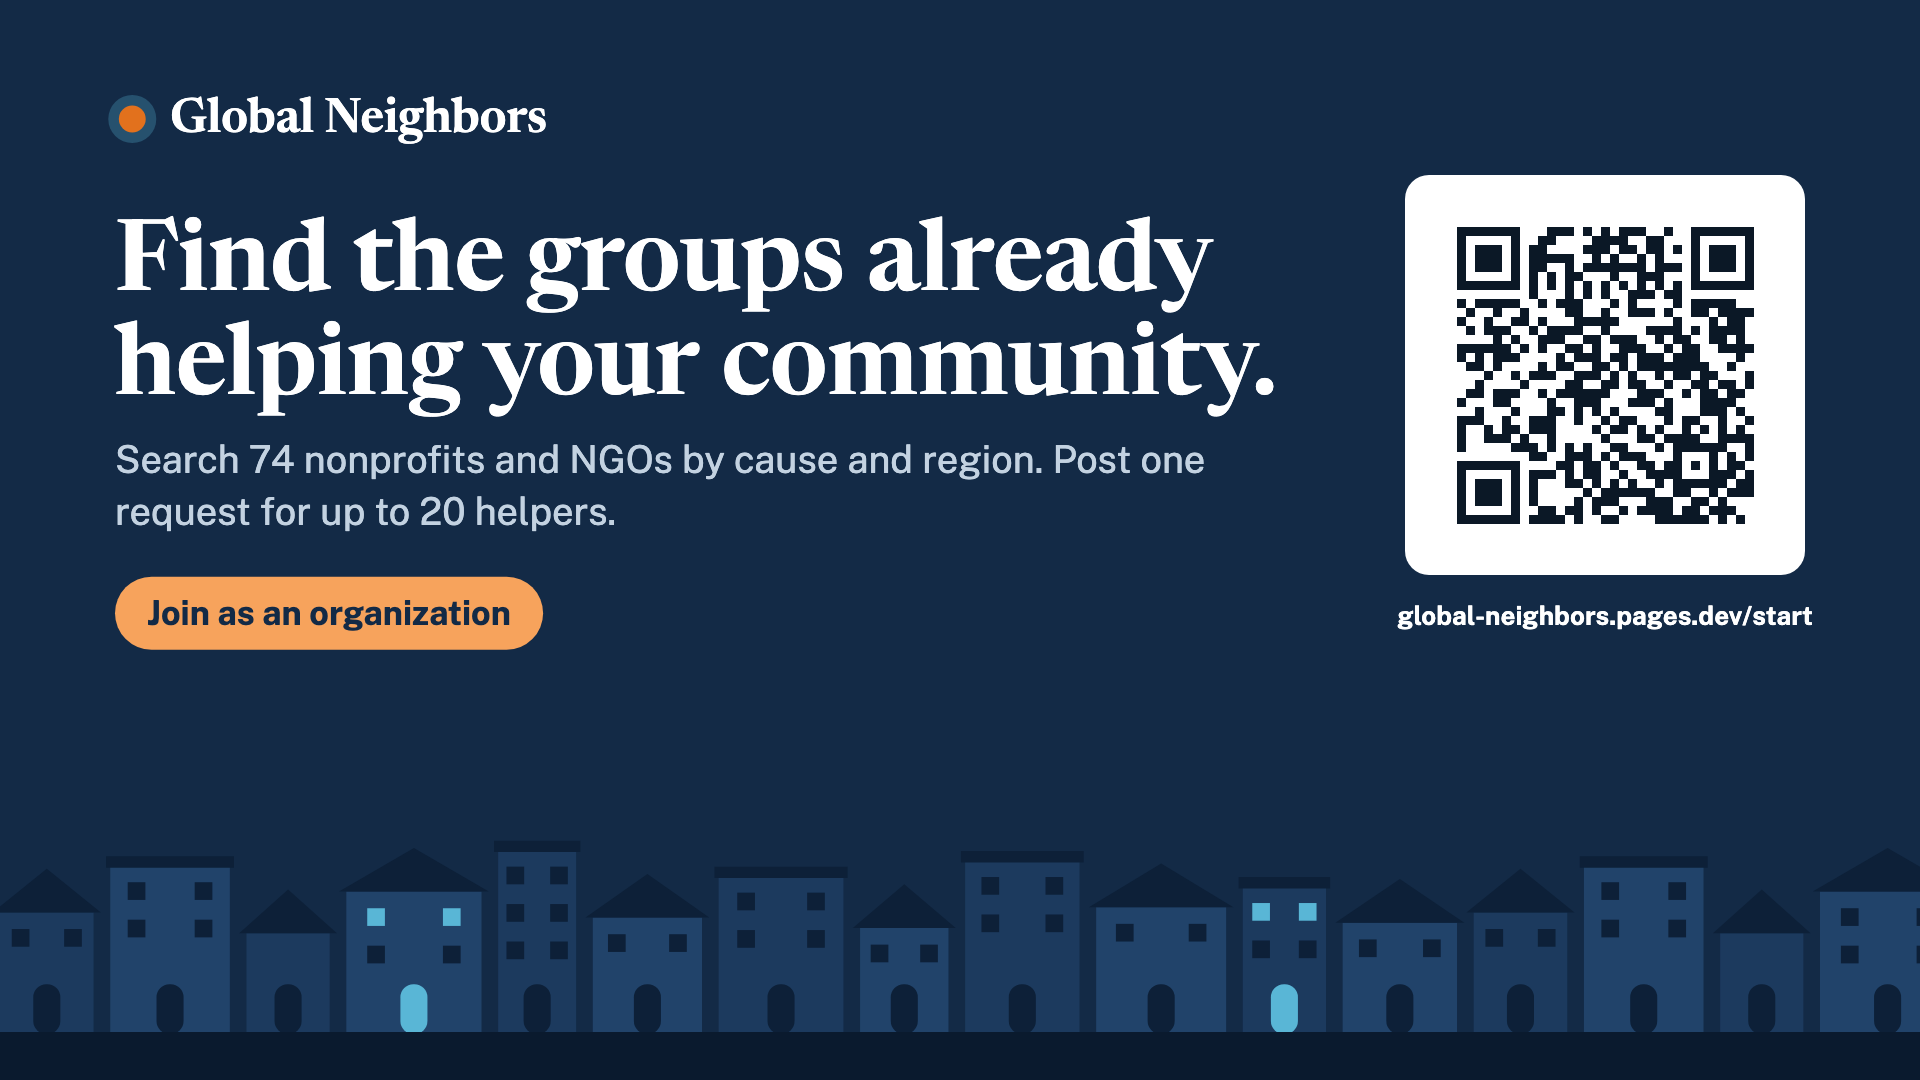 Global Neighbors
Find the groups already
helping your community.
Search 74 nonprofits and NGOs by cause and region. Post one
request for up to 20 helpers.
Join as an organization
global-neighbors.pages.dev/start